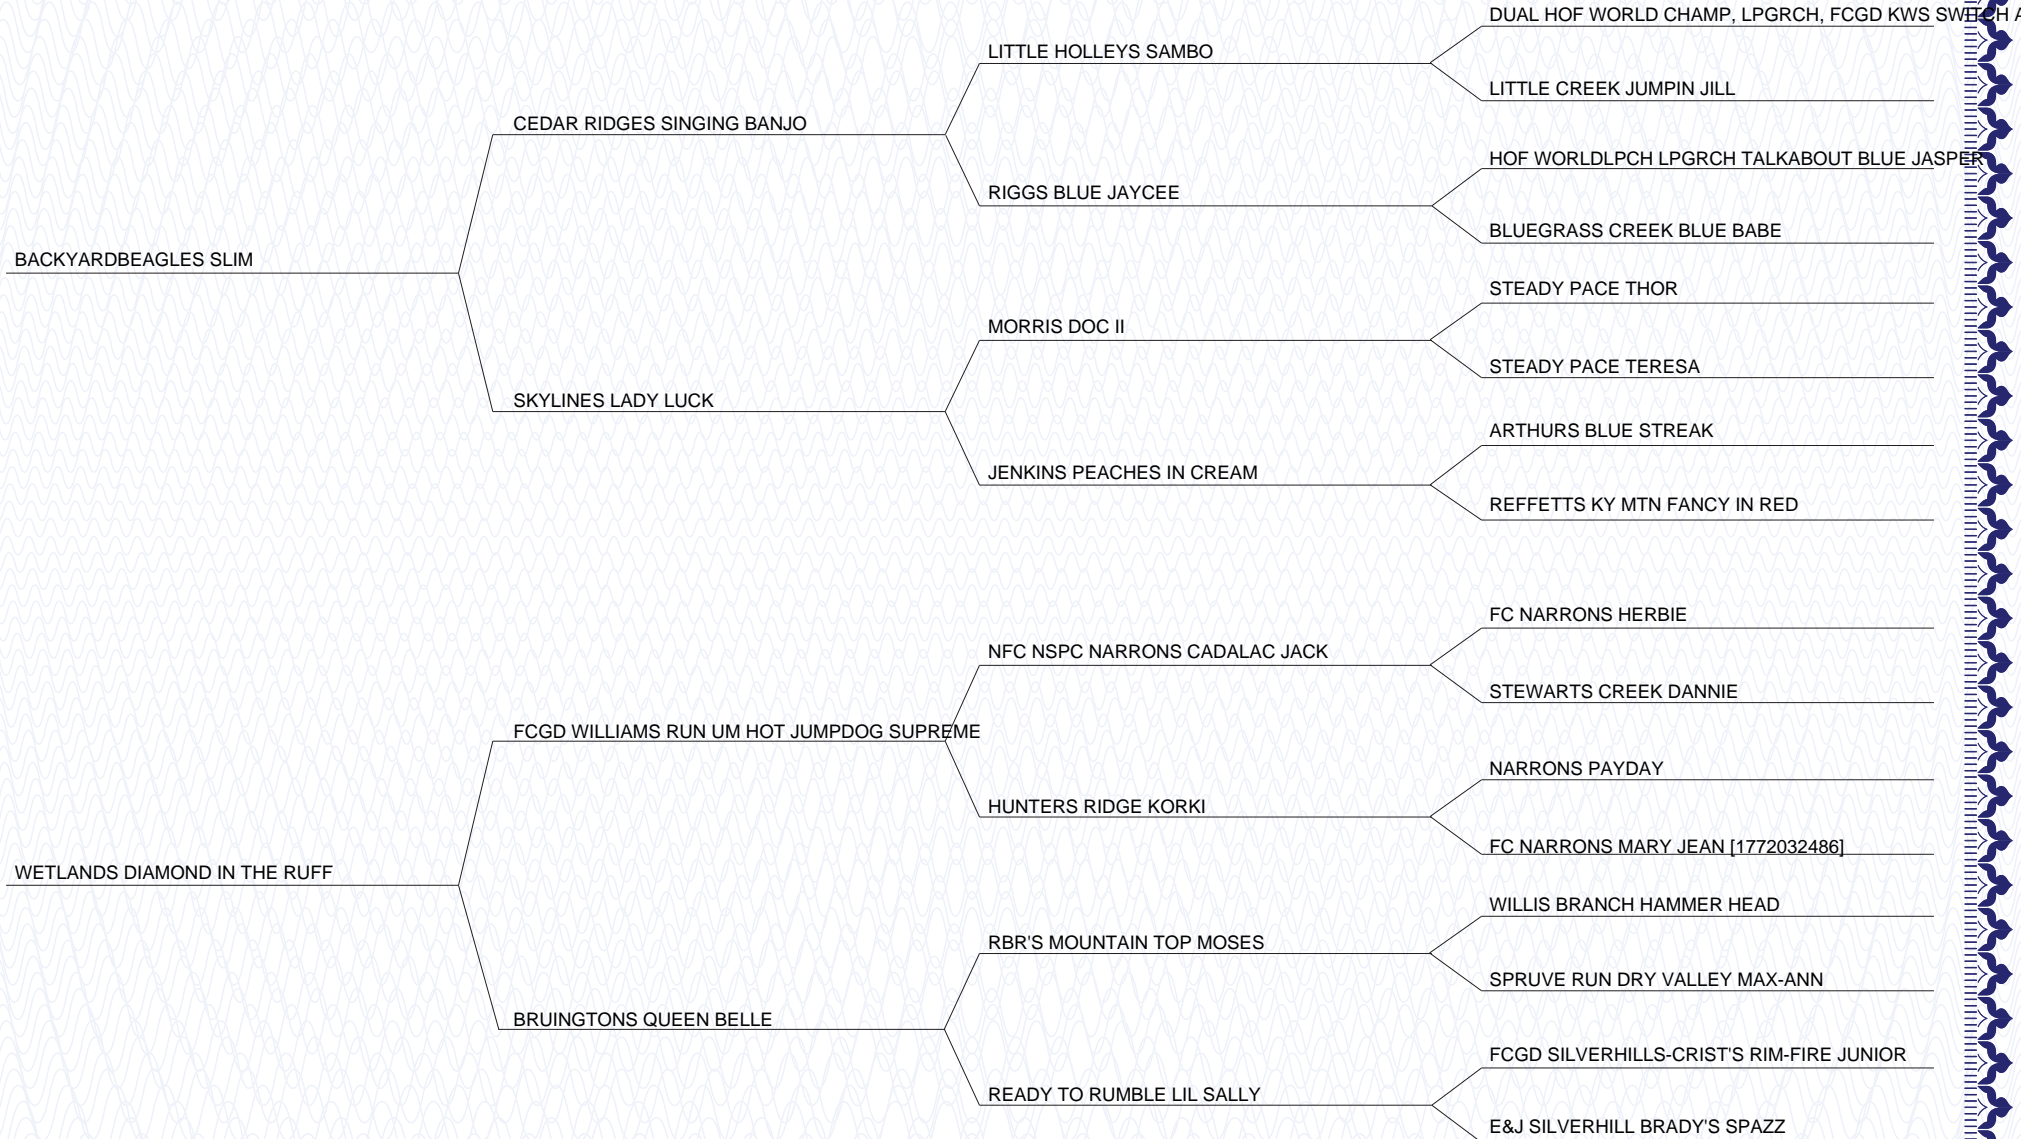 DUAL HOF WORLD CHAMP, LPGRCH, FCGD KWS SWITCH A
LITTLE HOLLEYS SAMBO
LITTLE CREEK JUMPIN JILL
CEDAR RIDGES SINGING BANJO
HOF WORLDLPCH LPGRCH TALKABOUT BLUE JASPER
RIGGS BLUE JAYCEE
BLUEGRASS CREEK BLUE BABE
BACKYARDBEAGLES SLIM
STEADY PACE THOR
MORRIS DOC II
STEADY PACE TERESA
SKYLINES LADY LUCK
ARTHURS BLUE STREAK
JENKINS PEACHES IN CREAM
REFFETTS KY MTN FANCY IN RED
FC NARRONS HERBIE
NFC NSPC NARRONS CADALAC JACK
STEWARTS CREEK DANNIE
FCGD WILLIAMS RUN UM HOT JUMPDOG SUPREME
NARRONS PAYDAY
HUNTERS RIDGE KORKI
FC NARRONS MARY JEAN [1772032486]
WETLANDS DIAMOND IN THE RUFF
WILLIS BRANCH HAMMER HEAD
RBR'S MOUNTAIN TOP MOSES
SPRUVE RUN DRY VALLEY MAX-ANN
BRUINGTONS QUEEN BELLE
FCGD SILVERHILLS-CRIST'S RIM-FIRE JUNIOR
READY TO RUMBLE LIL SALLY
E&J SILVERHILL BRADY'S SPAZZ